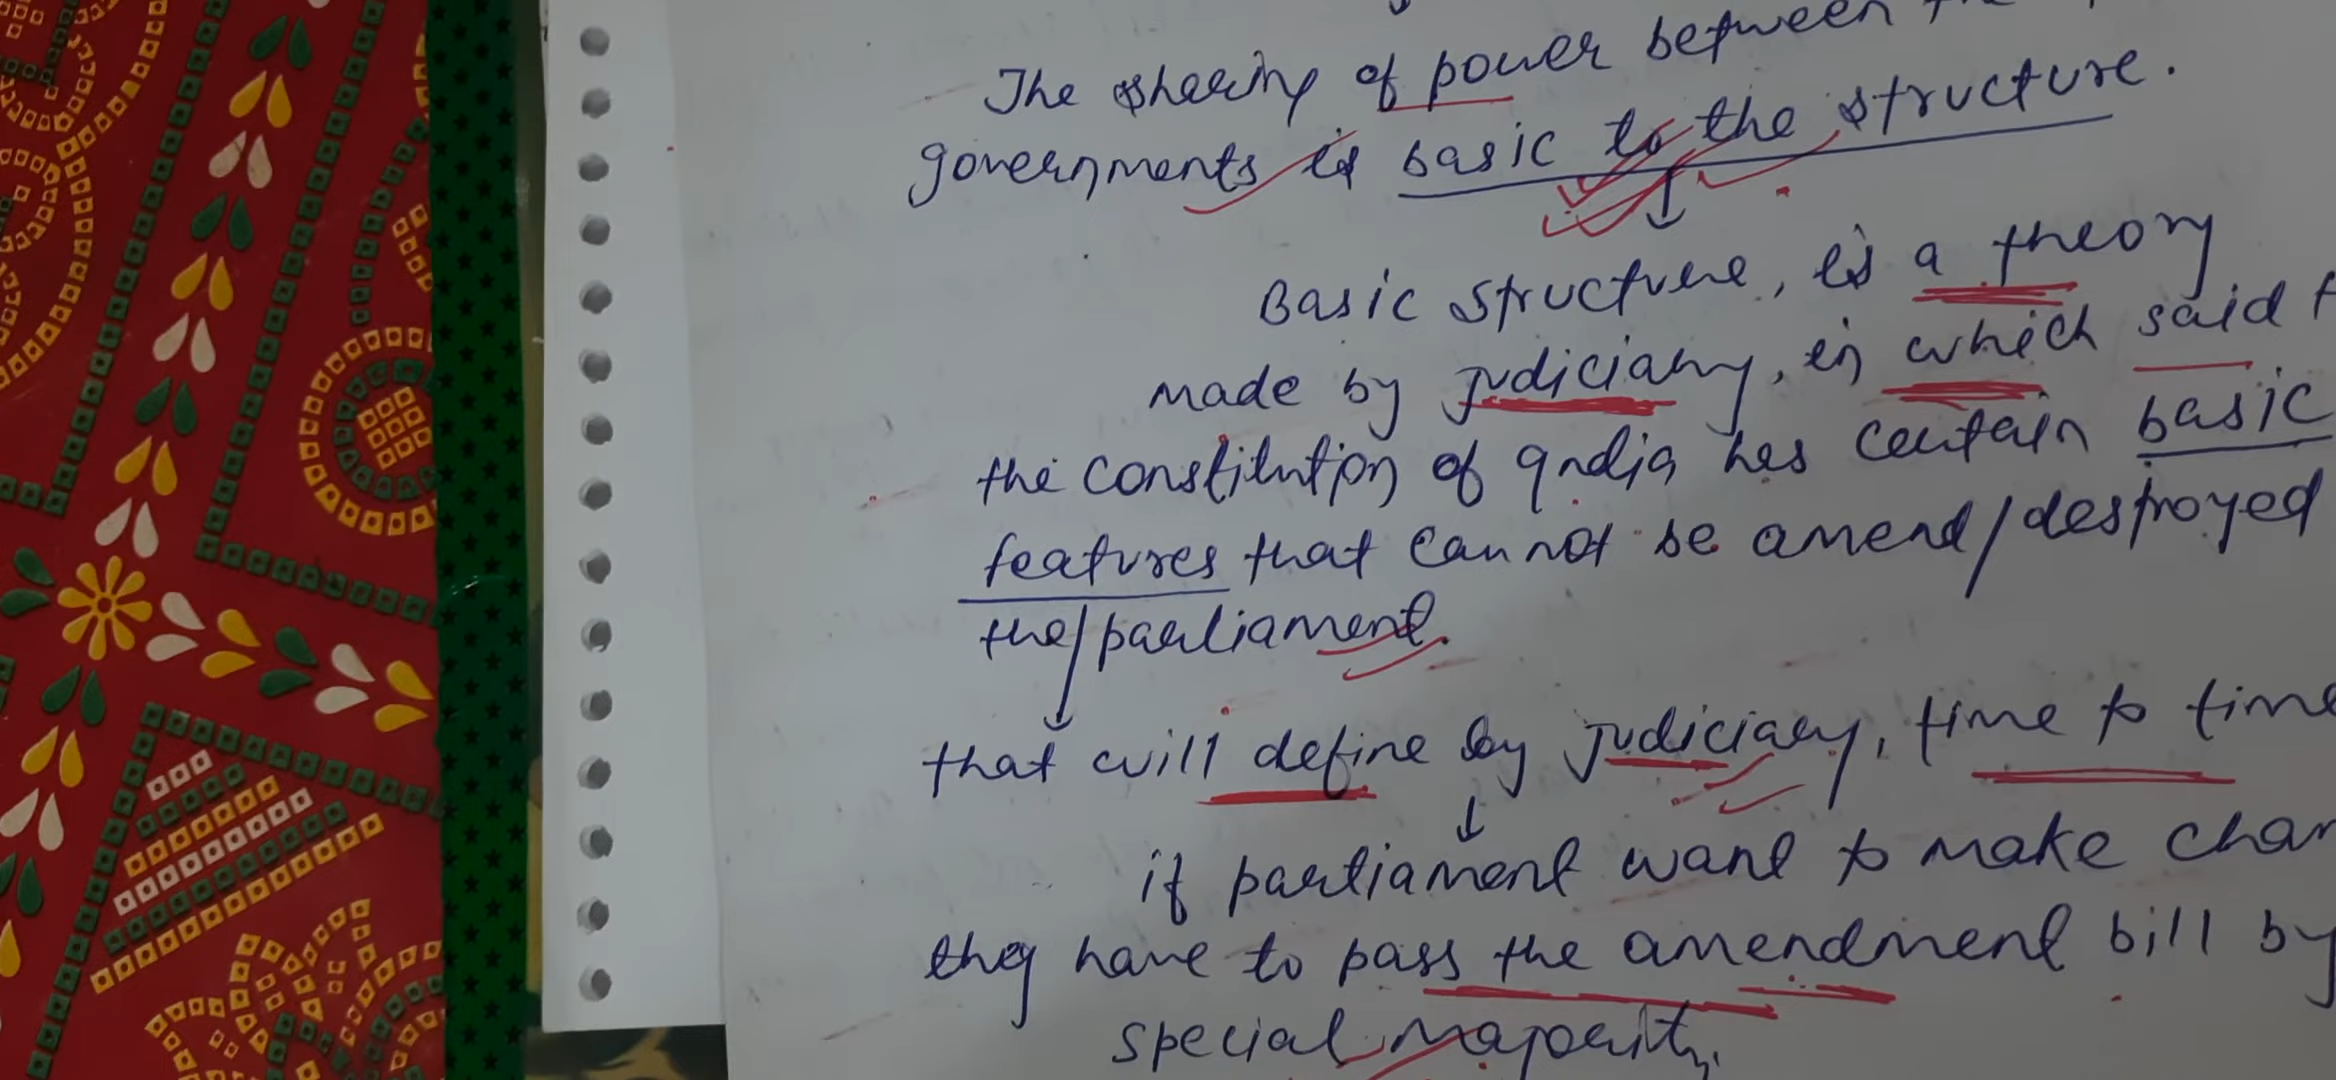 The sharing of power between
governments is basic to the structure.
↓
Basic structure, is a theory
made by judiciary, in which said
the constitution of India has certain basic
features that cannot be amend/destroyed
the/parliament.
↓
that will define by judiciary, time to time
↓
if parliament want to make
they have to pass the amendment bill by
special majority.